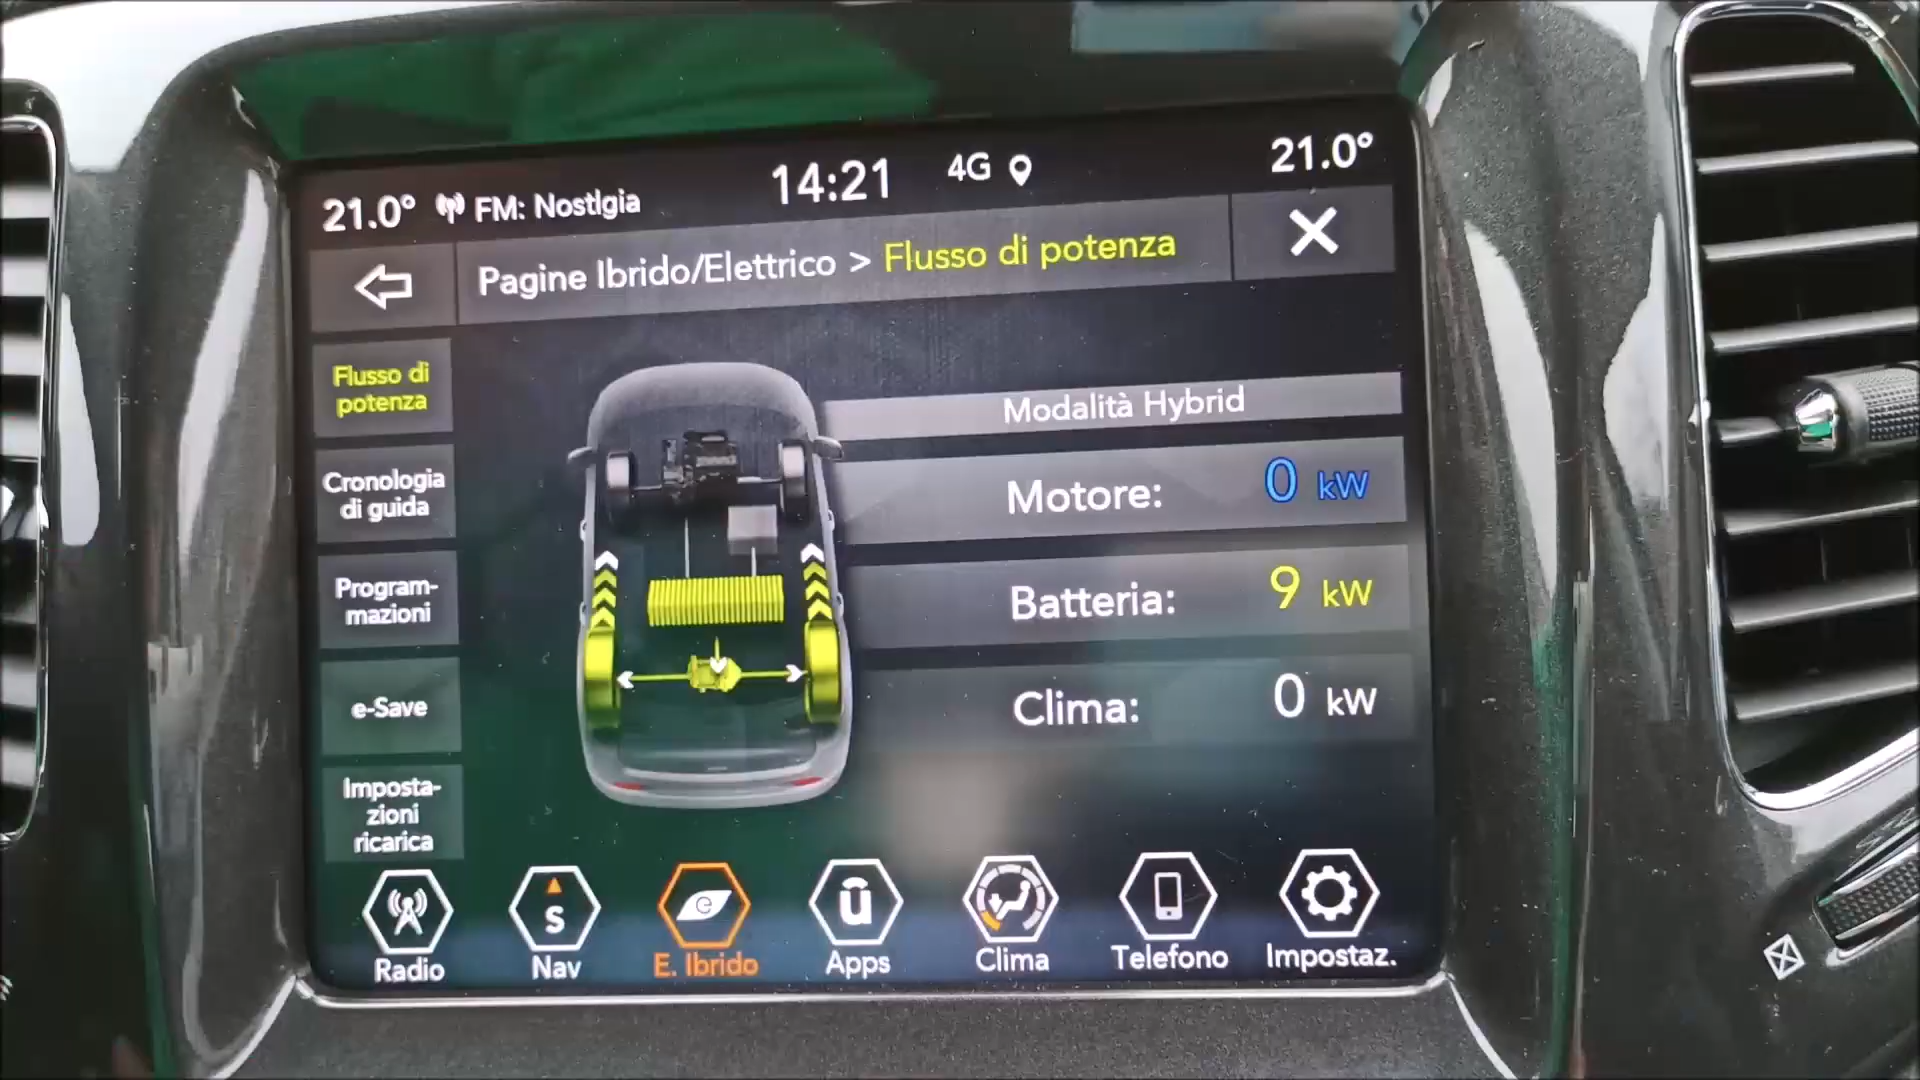 21.0° FM: Nostlgia 14:21 4G 21.0°
Pagine Ibrido/Elettrico > Flusso di potenza
Flusso di
potenza
Cronologia
di guida
Program-
mazioni
e-Save
Imposta-
zioni
ricarica
Modalità Hybrid
Motore: 0 kW
Batteria: 9 kW
Clima: 0 kW
S
e
ū
Radio Nav E. Ibrido Apps Clima Telefono Impostaz.